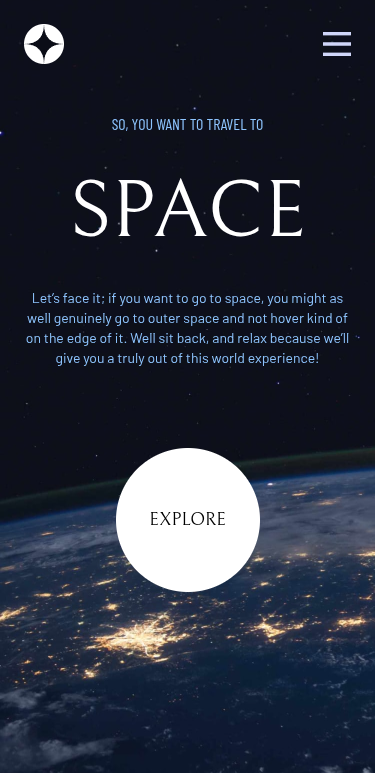 SO, YOU WANT TO TRAVEL TO
SPACE
Let’s face it; if you want to go to space, you might as
well genuinely go to outer space and not hover kind of
on the edge of it. Well sit back, and relax because we’ll
give you a truly out of this world experience!
EXPLORE